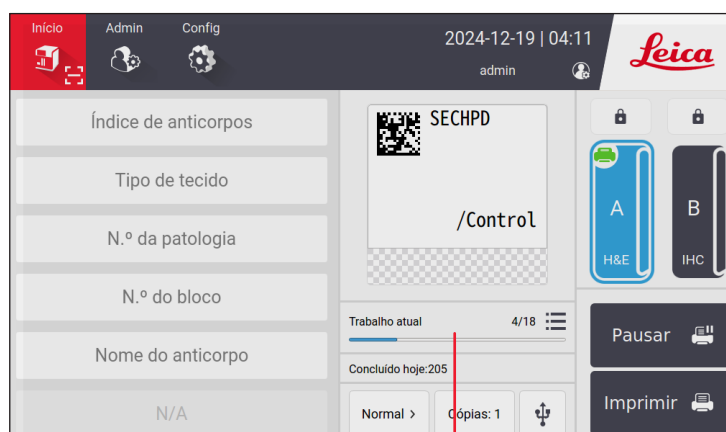 Início Admin Config
2024-12-19 | 04:11
admin
Leica
Índice de anticorpos
Tipo de tecido
N.º da patologia
N.º do bloco
Nome do anticorpo
N/A
SECHPD
/Control
Trabalho atual 4/18
Concluído hoje:205
Normal > Cópias: 1
A
H&E
B
IHC
Pausar
Imprimir